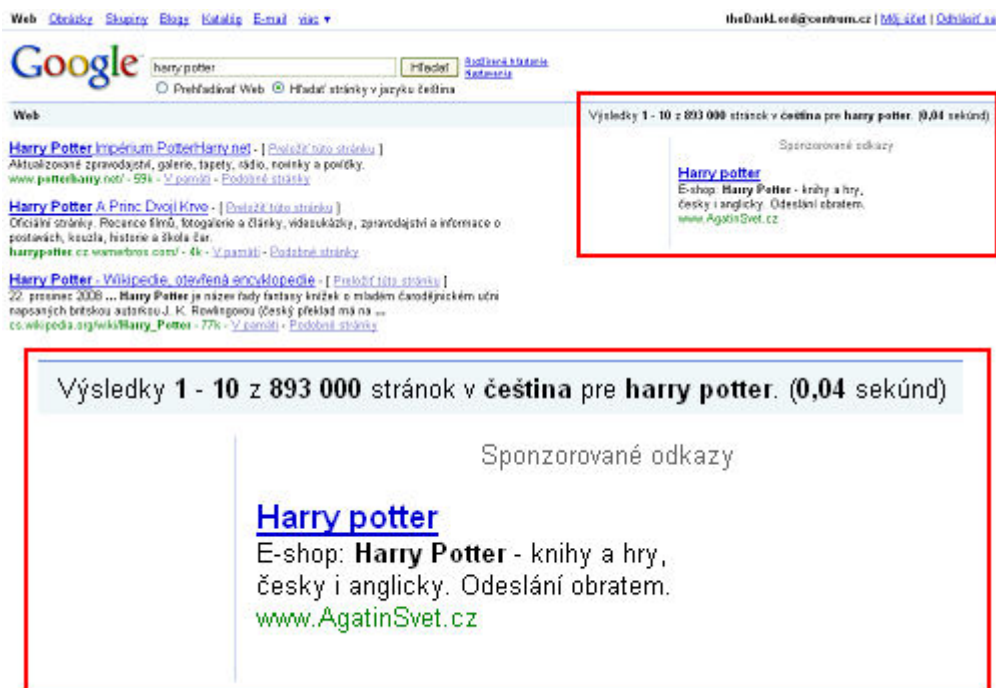 Web Obrázky Skupiny Blogy Katalóg E-mail viac ▼
theDarkLord@centrum.cz | Môj účet | Odhlásiť sa
Google harry potter Hľadať Rozšírené hľadanie
Nastavenia
Prehľadávať Web Hľadať stránky v jazyku čeština
Web
Výsledky 1 - 10 z 893 000 stránok v čeština pre harry potter. (0,04 sekúnd)
Harry Potter Impérium PotterHarry.net - [ Preložiť túto stránku ]
Aktualizované zpravodajství, galerie, tapety, rádio, novinky a povídky.
www.potterharry.net/ - 59k - V pamäti - Podobné stránky
Harry Potter A Princ Dvojí Krve - [ Preložiť túto stránku ]
Oficiální stránky. Recenze filmů, fotogalerie a články, videoukázky, zpravodajství a informace o
postavách, kouzla, historie a škola čar.
harrypotter.cz.warnerbros.com/ - 4k - V pamäti - Podobné stránky
Harry Potter - Wikipedie, otevřená encyklopedie - [ Preložiť túto stránku ]
22. prosinec 2008 ... Harry Potter je název řady fantasy knížek o mladém čarodějnickém učni
napsaných britskou autorkou J. K. Rowlingovou (český překlad má na ...
cs.wikipedia.org/wiki/Harry_Potter - 77k - V pamäti - Podobné stránky
Sponzorované odkazy
Harry potter
E-shop: Harry Potter - knihy a hry,
česky i anglicky. Odeslání obratem.
www.AgatinSvet.cz
Výsledky 1 - 10 z 893 000 stránok v čeština pre harry potter. (0,04 sekúnd)
Sponzorované odkazy
Harry potter
E-shop: Harry Potter - knihy a hry,
česky i anglicky. Odeslání obratem.
www.AgatinSvet.cz